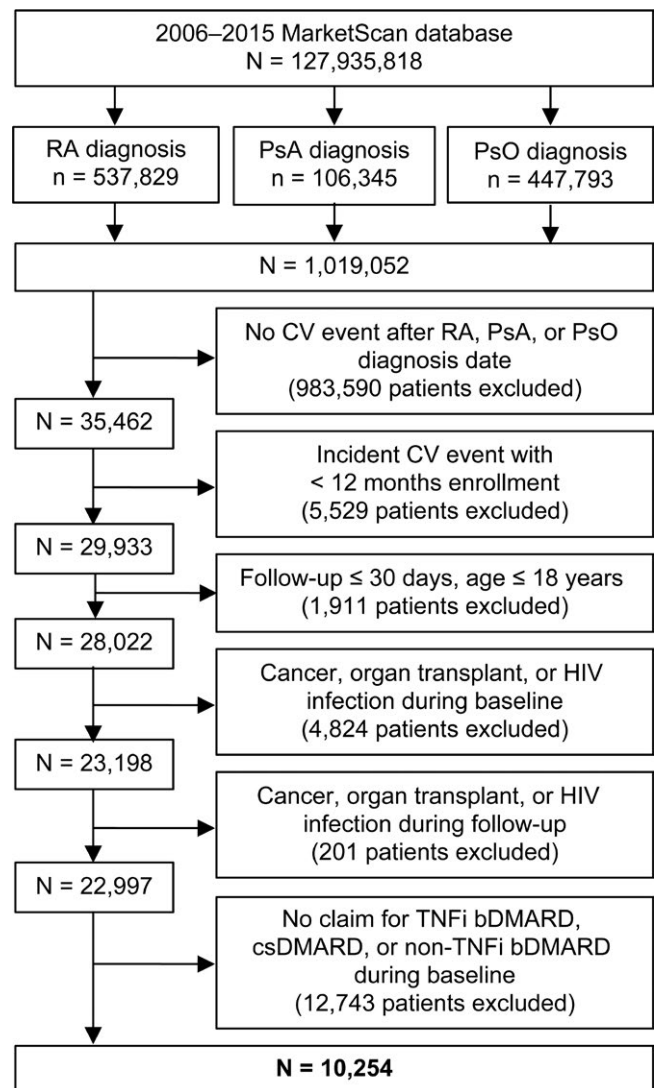 2006–2015 MarketScan database
N = 127,935,818
RA diagnosis
n = 537,829
PsA diagnosis
n = 106,345
PsO diagnosis
n = 447,793
N = 1,019,052
No CV event after RA, PsA, or PsO
diagnosis date
(983,590 patients excluded)
N = 35,462
Incident CV event with
< 12 months enrollment
(5,529 patients excluded)
N = 29,933
Follow-up ≤ 30 days, age ≤ 18 years
(1,911 patients excluded)
N = 28,022
Cancer, organ transplant, or HIV
infection during baseline
(4,824 patients excluded)
N = 23,198
Cancer, organ transplant, or HIV
infection during follow-up
(201 patients excluded)
N = 22,997
No claim for TNFi bDMARD,
csDMARD, or non-TNFi bDMARD
during baseline
(12,743 patients excluded)
N = 10,254